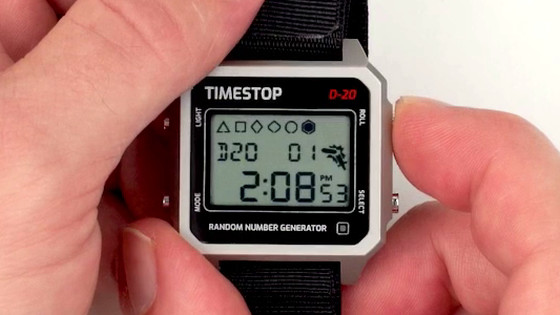 TIMESTOP D-20
LIGHT
ROLL
D20 01
2:08 PM 53
MODE
SELECT
RANDOM NUMBER GENERATOR